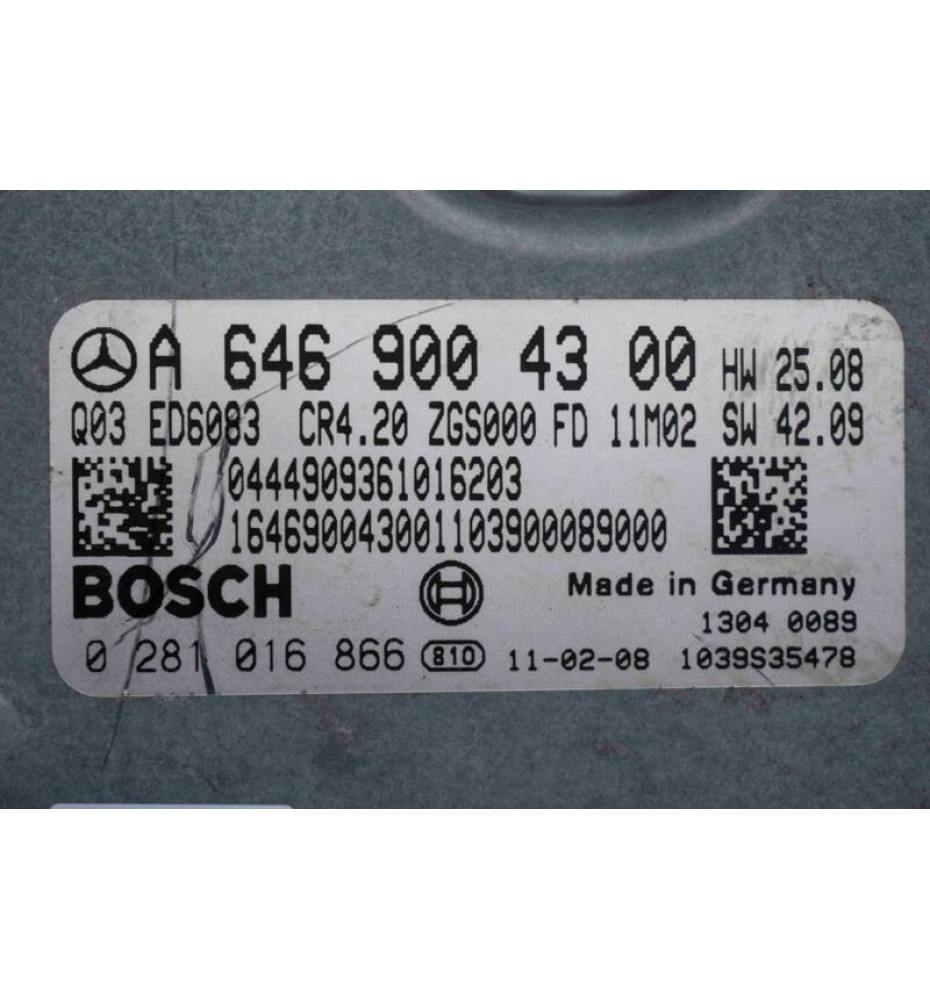 A 646 900 43 00 HW 25.08
Q03 ED6083 CR4.20 ZGS000 FD 11M02 SW 42.09
0444909361016203
164690043001103900089000
BOSCH Made in Germany
1304 0089
0 281 016 866 810 11-02-08 1039S35478